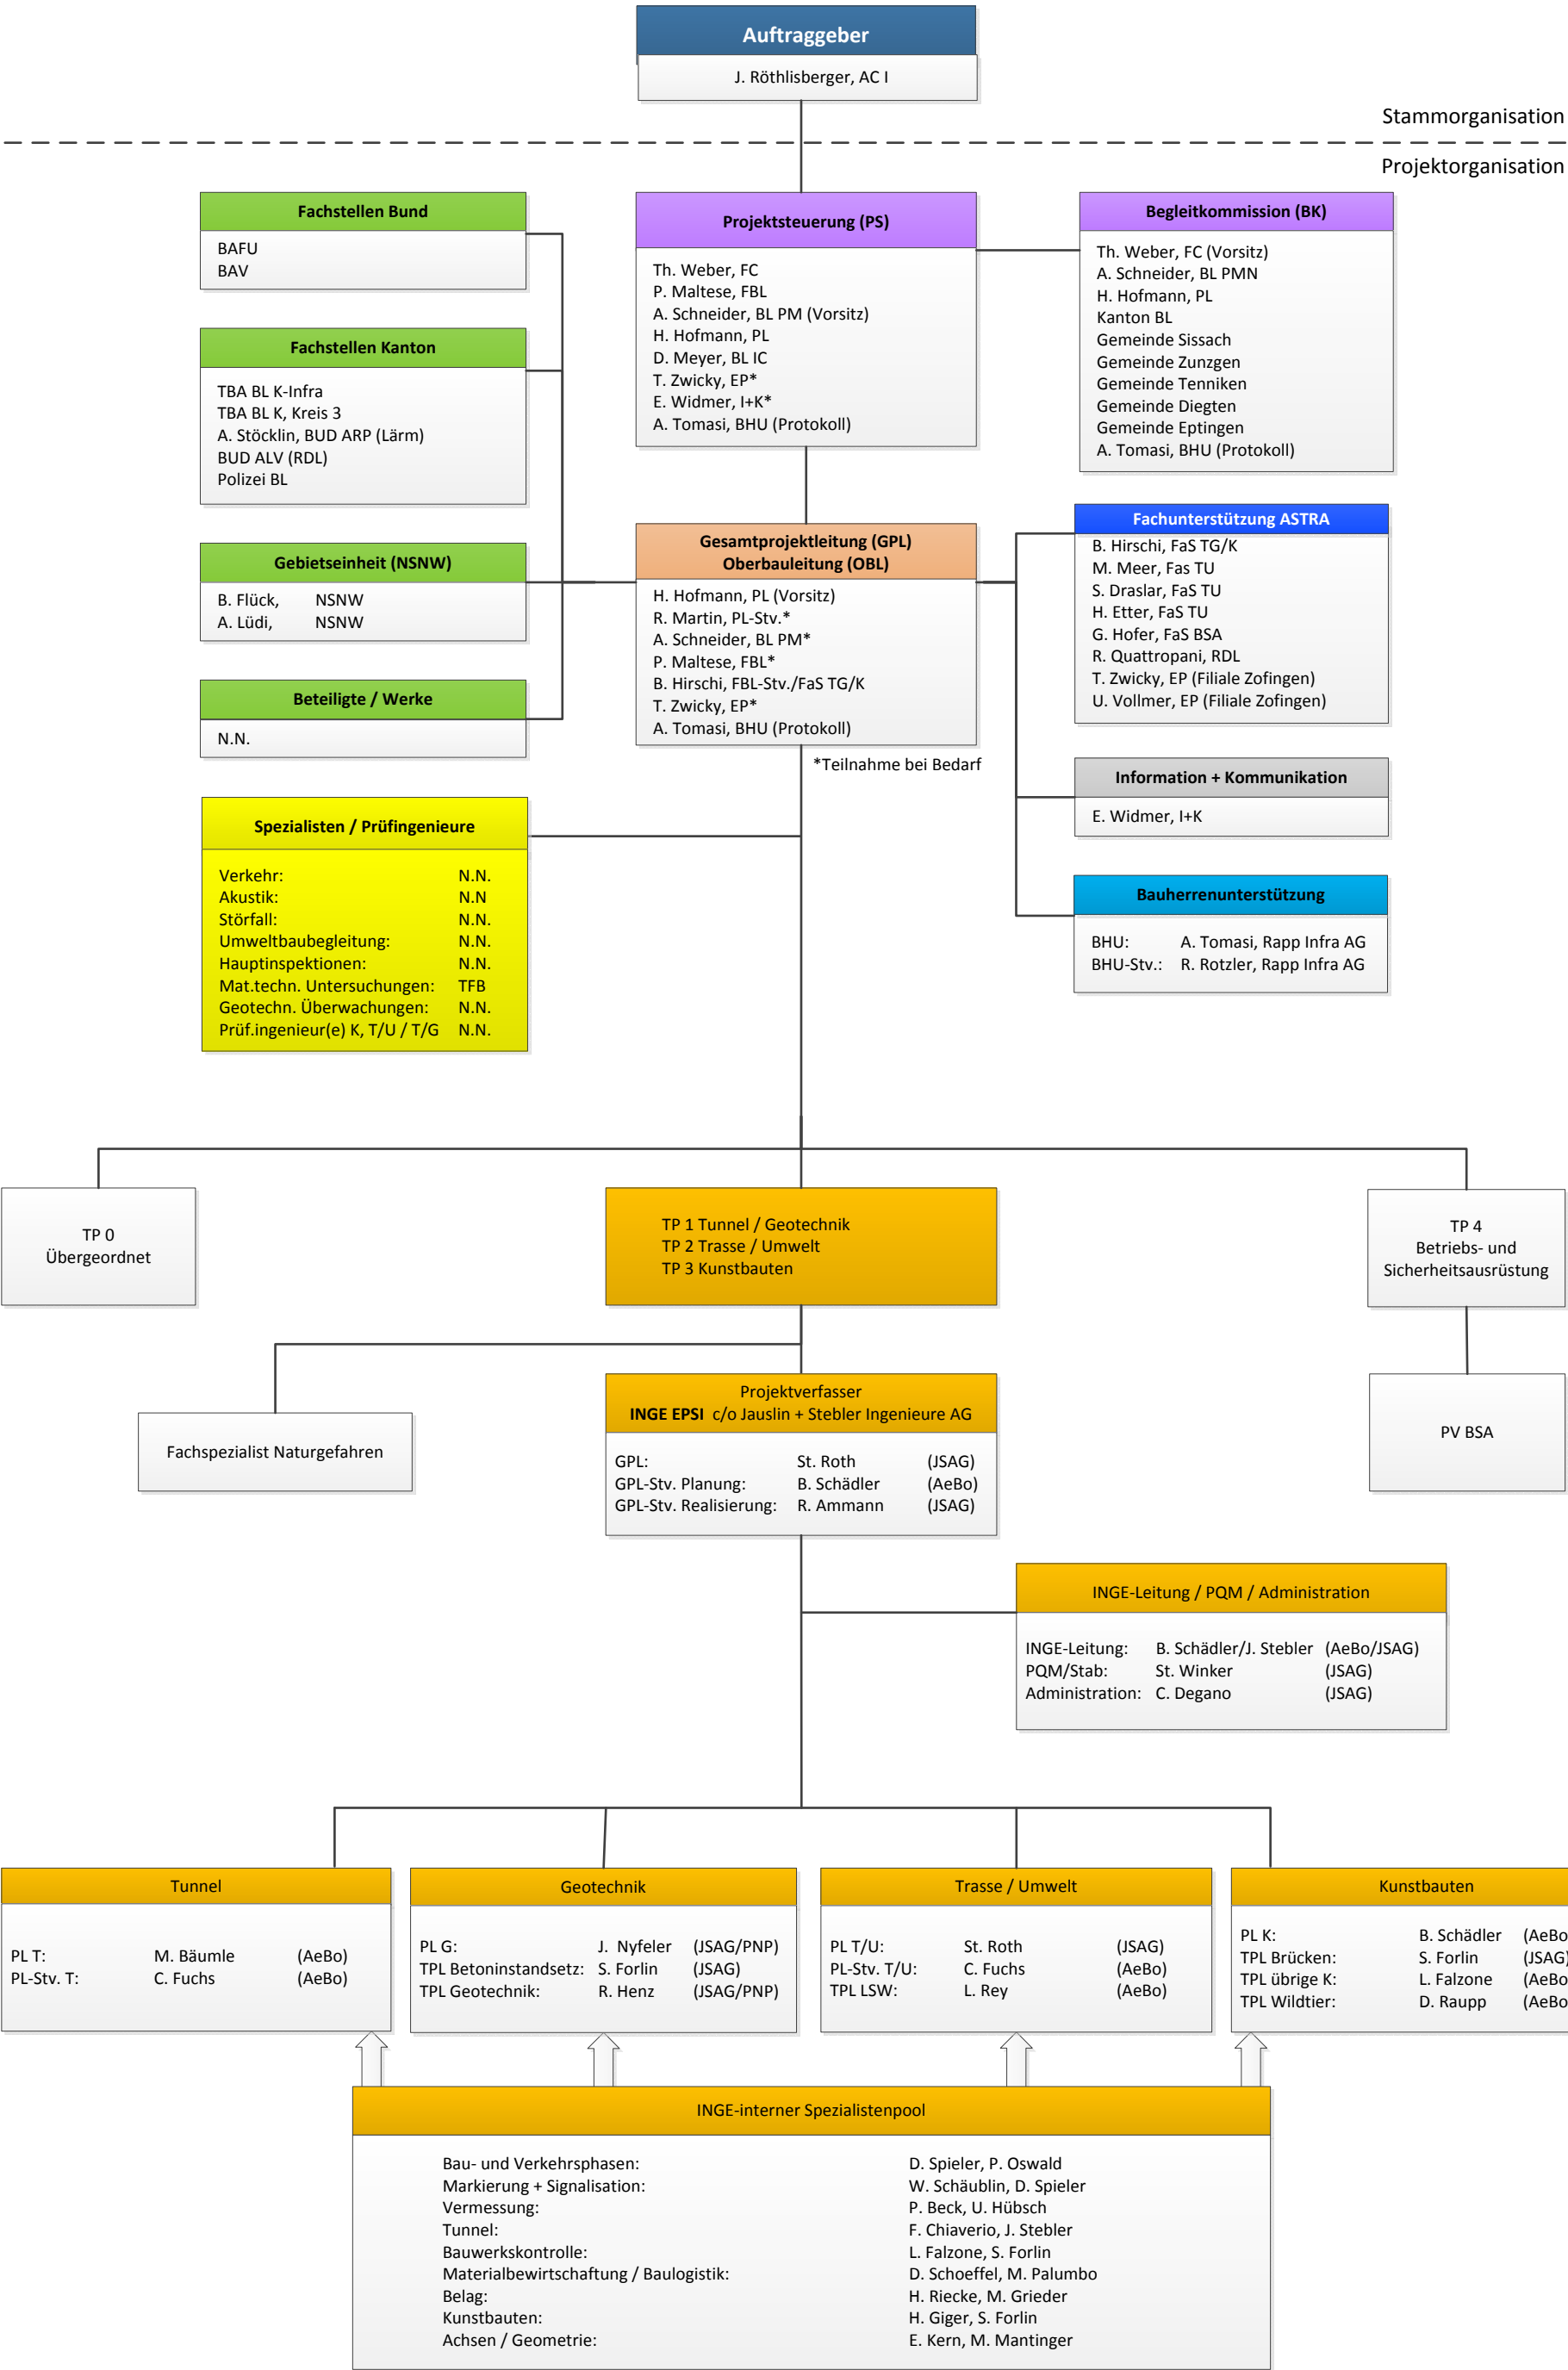 Auftraggeber
J. Röthlisberger, AC I
Stammorganisation
Projektorganisation
Fachstellen Bund
BAFU
BAV
Projektsteuerung (PS)
Th. Weber, FC
P. Maltese, FBL
A. Schneider, BL PM (Vorsitz)
H. Hofmann, PL
D. Meyer, BL IC
T. Zwicky, EP*
E. Widmer, I+K*
A. Tomasi, BHU (Protokoll)
Begleitkommission (BK)
Th. Weber, FC (Vorsitz)
A. Schneider, BL PMN
H. Hofmann, PL
Kanton BL
Gemeinde Sissach
Gemeinde Zunzgen
Gemeinde Tenniken
Gemeinde Diegten
Gemeinde Eptingen
A. Tomasi, BHU (Protokoll)
Fachstellen Kanton
TBA BL K-Infra
TBA BL K, Kreis 3
A. Stöcklin, BUD ARP (Lärm)
BUD ALV (RDL)
Polizei BL
Gebietseinheit (NSNW)
B. Flück, NSNW
A. Lüdi, NSNW
Beteiligte / Werke
N.N.
Gesamtprojektleitung (GPL)
Oberbauleitung (OBL)
H. Hofmann, PL (Vorsitz)
R. Martin, PL-Stv.*
A. Schneider, BL PM*
P. Maltese, FBL*
B. Hirschi, FBL-Stv./FaS TG/K
T. Zwicky, EP*
A. Tomasi, BHU (Protokoll)
*Teilnahme bei Bedarf
Fachunterstützung ASTRA
B. Hirschi, FaS TG/K
M. Meer, Fas TU
S. Draslar, FaS TU
H. Etter, FaS TU
G. Hofer, FaS BSA
R. Quattropani, RDL
T. Zwicky, EP (Filiale Zofingen)
U. Vollmer, EP (Filiale Zofingen)
Information + Kommunikation
E. Widmer, I+K
Bauherrenunterstützung
BHU: A. Tomasi, Rapp Infra AG
BHU-Stv.: R. Rotzler, Rapp Infra AG
Spezialisten / Prüfingenieure
Verkehr: N.N.
Akustik: N.N
Störfall: N.N.
Umweltbaubegleitung: N.N.
Hauptinspektionen: N.N.
Mat.techn. Untersuchungen: TFB
Geotechn. Überwachungen: N.N.
Prüf.ingenieur(e) K, T/U / T/G N.N.
TP 0
Übergeordnet
TP 1 Tunnel / Geotechnik
TP 2 Trasse / Umwelt
TP 3 Kunstbauten
TP 4
Betriebs- und
Sicherheitsausrüstung
Fachspezialist Naturgefahren
Projektverfasser
INGE EPSI c/o Jauslin + Stebler Ingenieure AG
GPL: St. Roth (JSAG)
GPL-Stv. Planung: B. Schädler (AeBo)
GPL-Stv. Realisierung: R. Ammann (JSAG)
PV BSA
INGE-Leitung / PQM / Administration
INGE-Leitung: B. Schädler/J. Stebler (AeBo/JSAG)
PQM/Stab: St. Winker (JSAG)
Administration: C. Degano (JSAG)
Tunnel
PL T: M. Bäumle (AeBo)
PL-Stv. T: C. Fuchs (AeBo)
Geotechnik
PL G: J. Nyfeler (JSAG/PNP)
TPL Betoninstandsetz: S. Forlin (JSAG)
TPL Geotechnik: R. Henz (JSAG/PNP)
Trasse / Umwelt
PL T/U: St. Roth (JSAG)
PL-Stv. T/U: C. Fuchs (AeBo)
TPL LSW: L. Rey (AeBo)
Kunstbauten
PL K: B. Schädler (AeBo
TPL Brücken: S. Forlin (JSAG)
TPL übrige K: L. Falzone (AeBo
TPL Wildtier: D. Raupp (AeBo
INGE-interner Spezialistenpool
Bau- und Verkehrsphasen: D. Spieler, P. Oswald
Markierung + Signalisation: W. Schäublin, D. Spieler
Vermessung: P. Beck, U. Hübsch
Tunnel: F. Chiaverio, J. Stebler
Bauwerkskontrolle: L. Falzone, S. Forlin
Materialbewirtschaftung / Baulogistik: D. Schoeffel, M. Palumbo
Belag: H. Riecke, M. Grieder
Kunstbauten: H. Giger, S. Forlin
Achsen / Geometrie: E. Kern, M. Mantinger